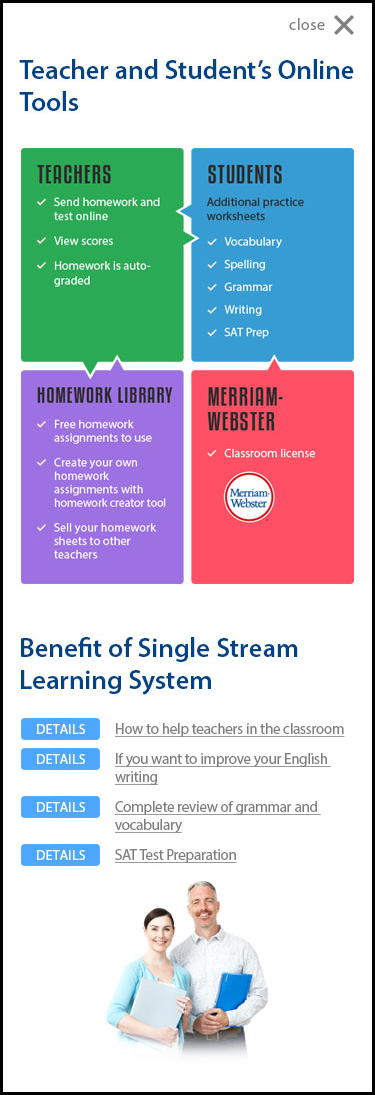 close
Teacher and Student's Online
Tools
TEACHERS
Send homework and
test online
View scores
Homework is auto-
graded
STUDENTS
Additional practice
worksheets
Vocabulary
Spelling
Grammar
Writing
SAT Prep
HOMEWORK LIBRARY
Free homework
assignments to use
Create your own
homework
assignments with
homework creator tool
Sell your homework
sheets to other
teachers
MERRIAM-
WEBSTER
Classroom license
Merriam-
Webster
Benefit of Single Stream
Learning System
DETAILS How to help teachers in the classroom
DETAILS If you want to improve your English
writing
DETAILS Complete review of grammar and
vocabulary
DETAILS SAT Test Preparation